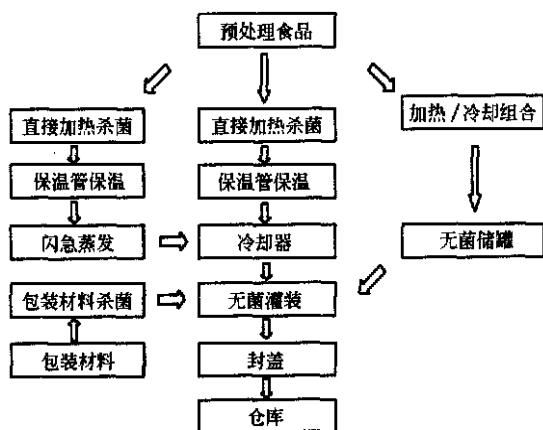 预处理食品
直接加热杀菌
直接加热杀菌
加热/冷却组合
保温管保温
保温管保温
闪急蒸发
冷却器
无菌储罐
包装材料杀菌
无菌灌装
包装材料
封盖
仓库